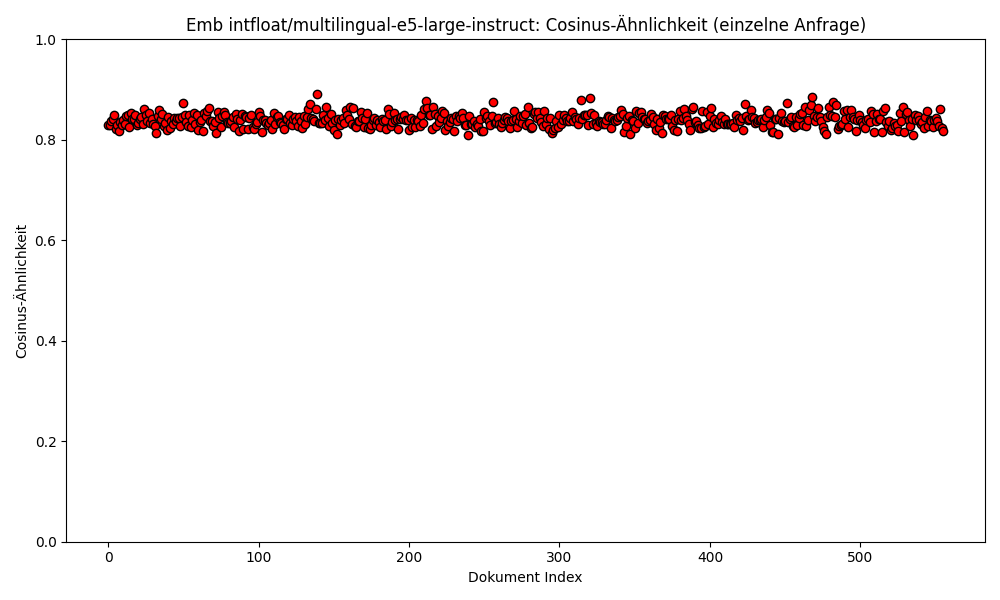 Emb intfloat/multilingual-e5-large-instruct: Cosinus-Ähnlichkeit (einzelne Anfrage)
1.0
0.8
0.6
0.4
0.2
0.0
Cosinus-Ähnlichkeit
0 100 200 300 400 500
Dokument Index